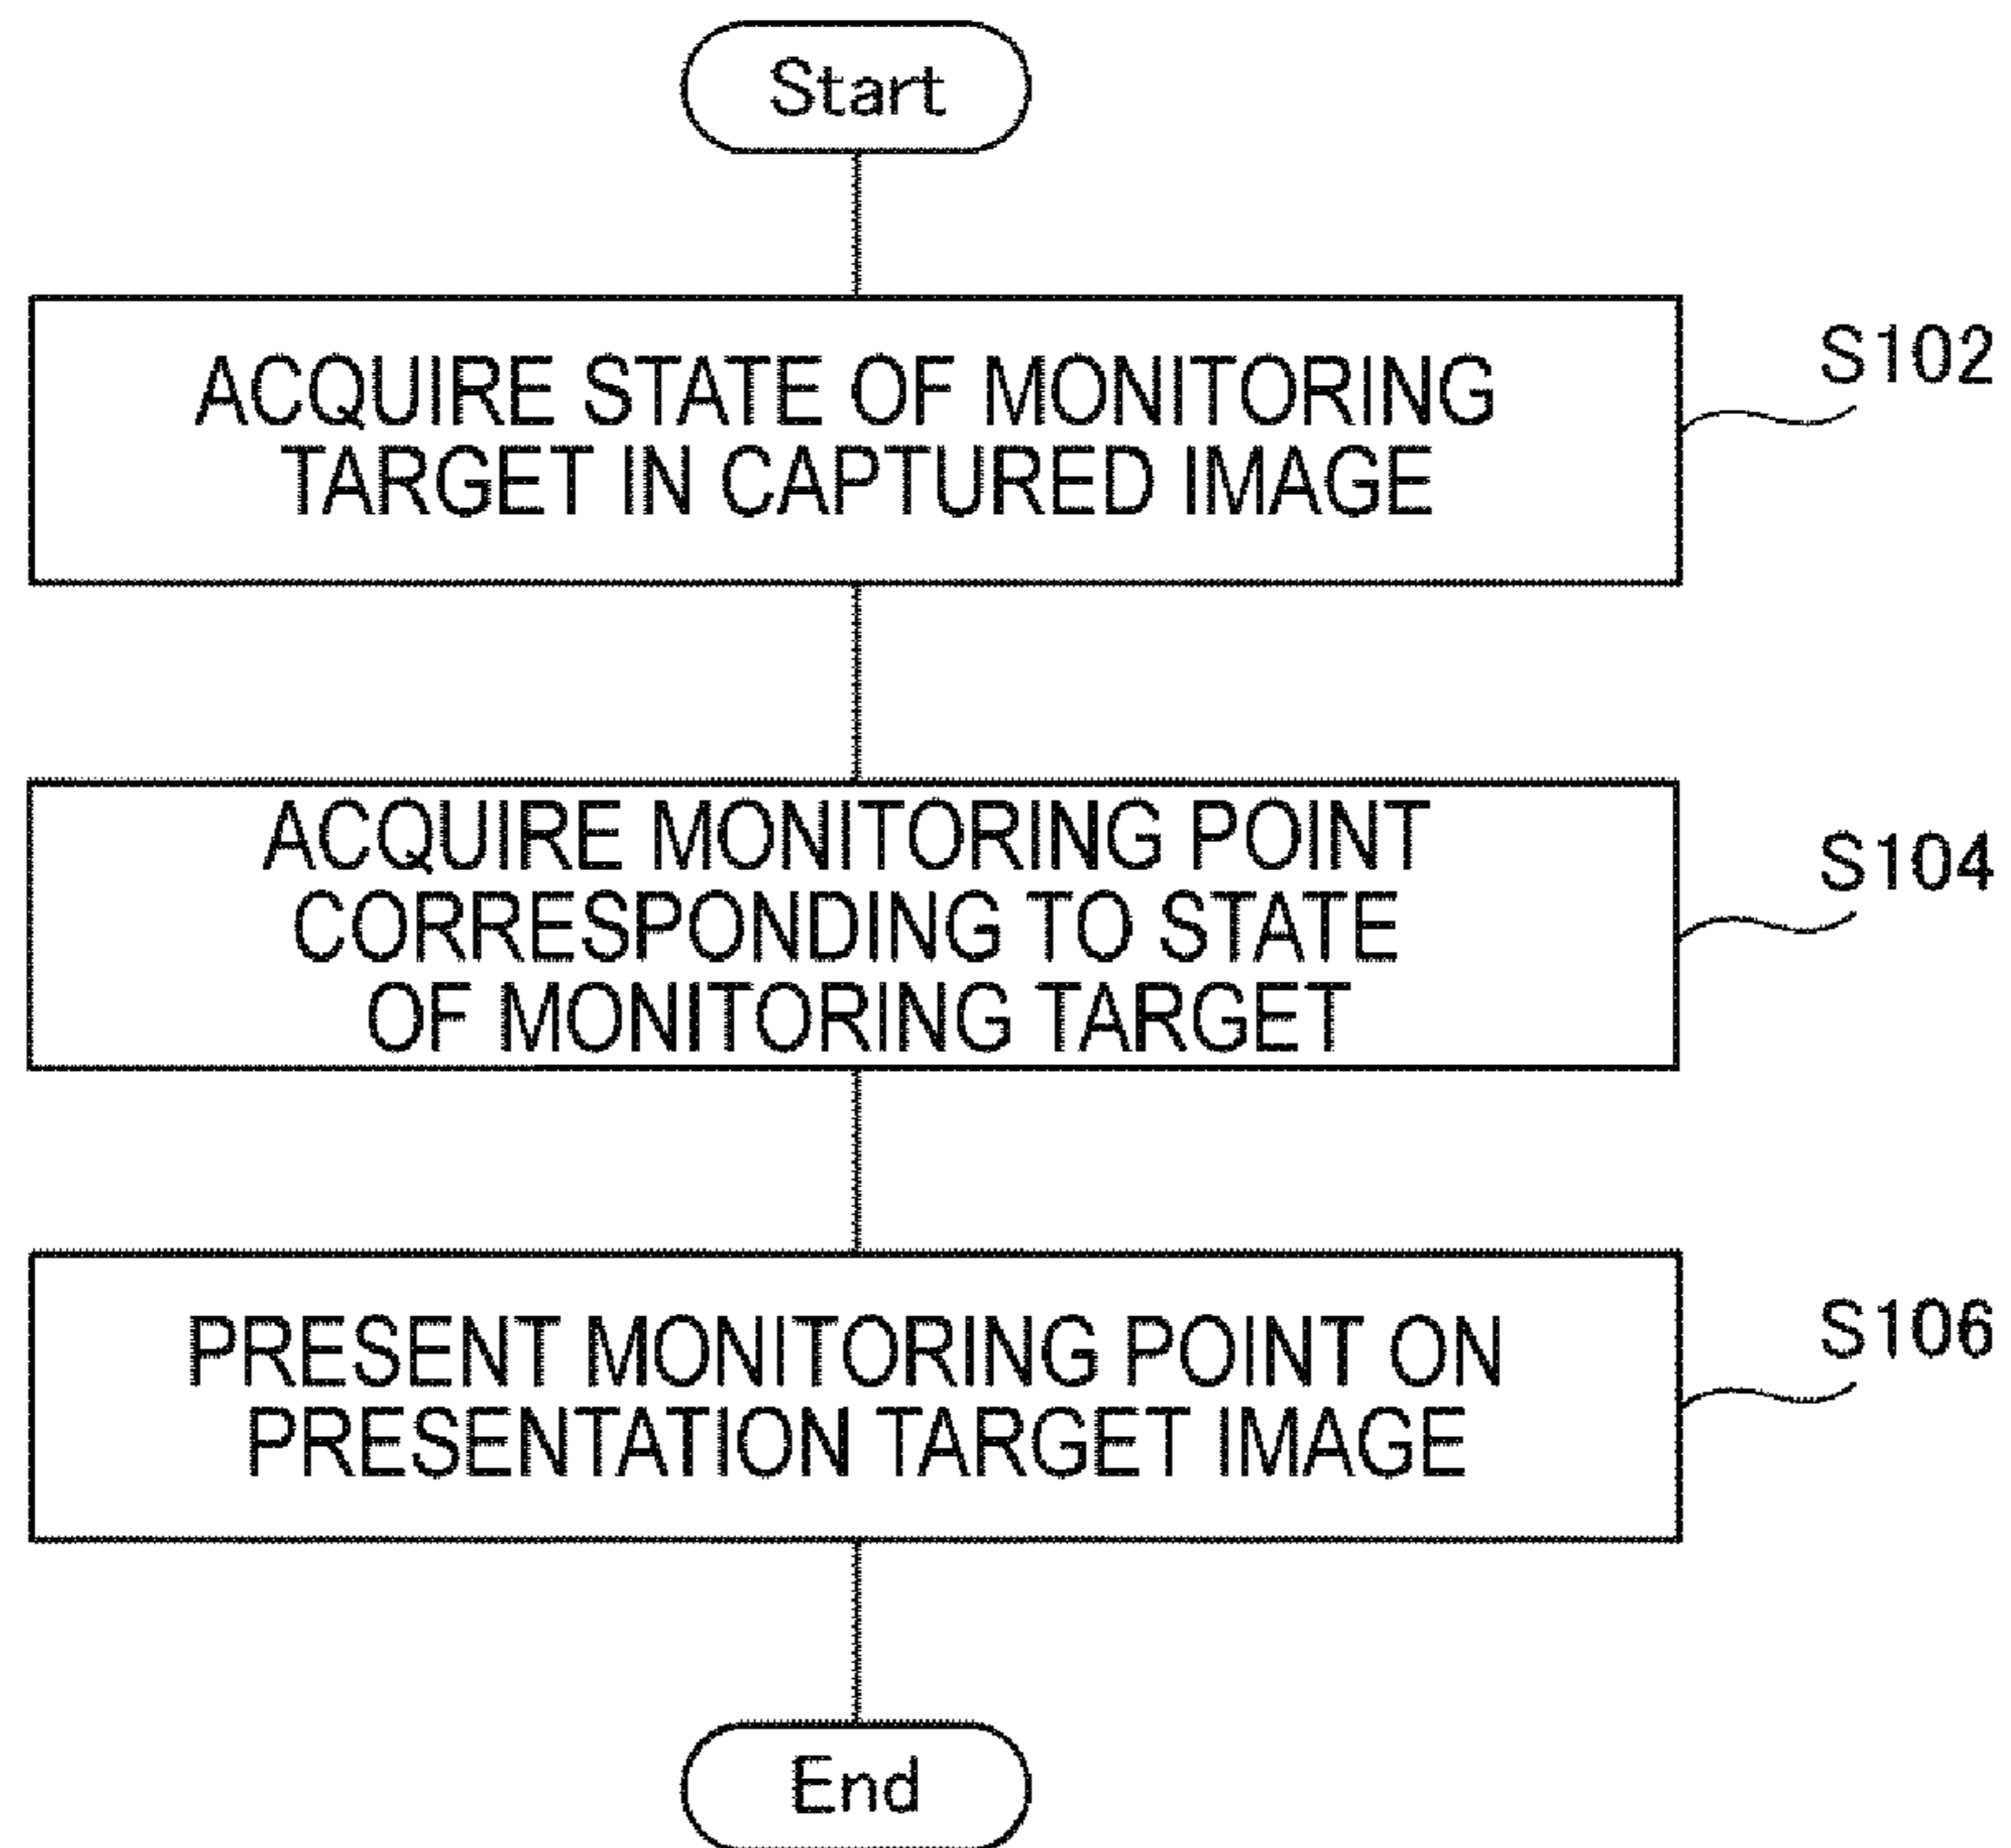 Start
ACQUIRE STATE OF MONITORING
TARGET IN CAPTURED IMAGE
S102
ACQUIRE MONITORING POINT
CORRESPONDING TO STATE
OF MONITORING TARGET
S104
PRESENT MONITORING POINT ON
PRESENTATION TARGET IMAGE
S106
End